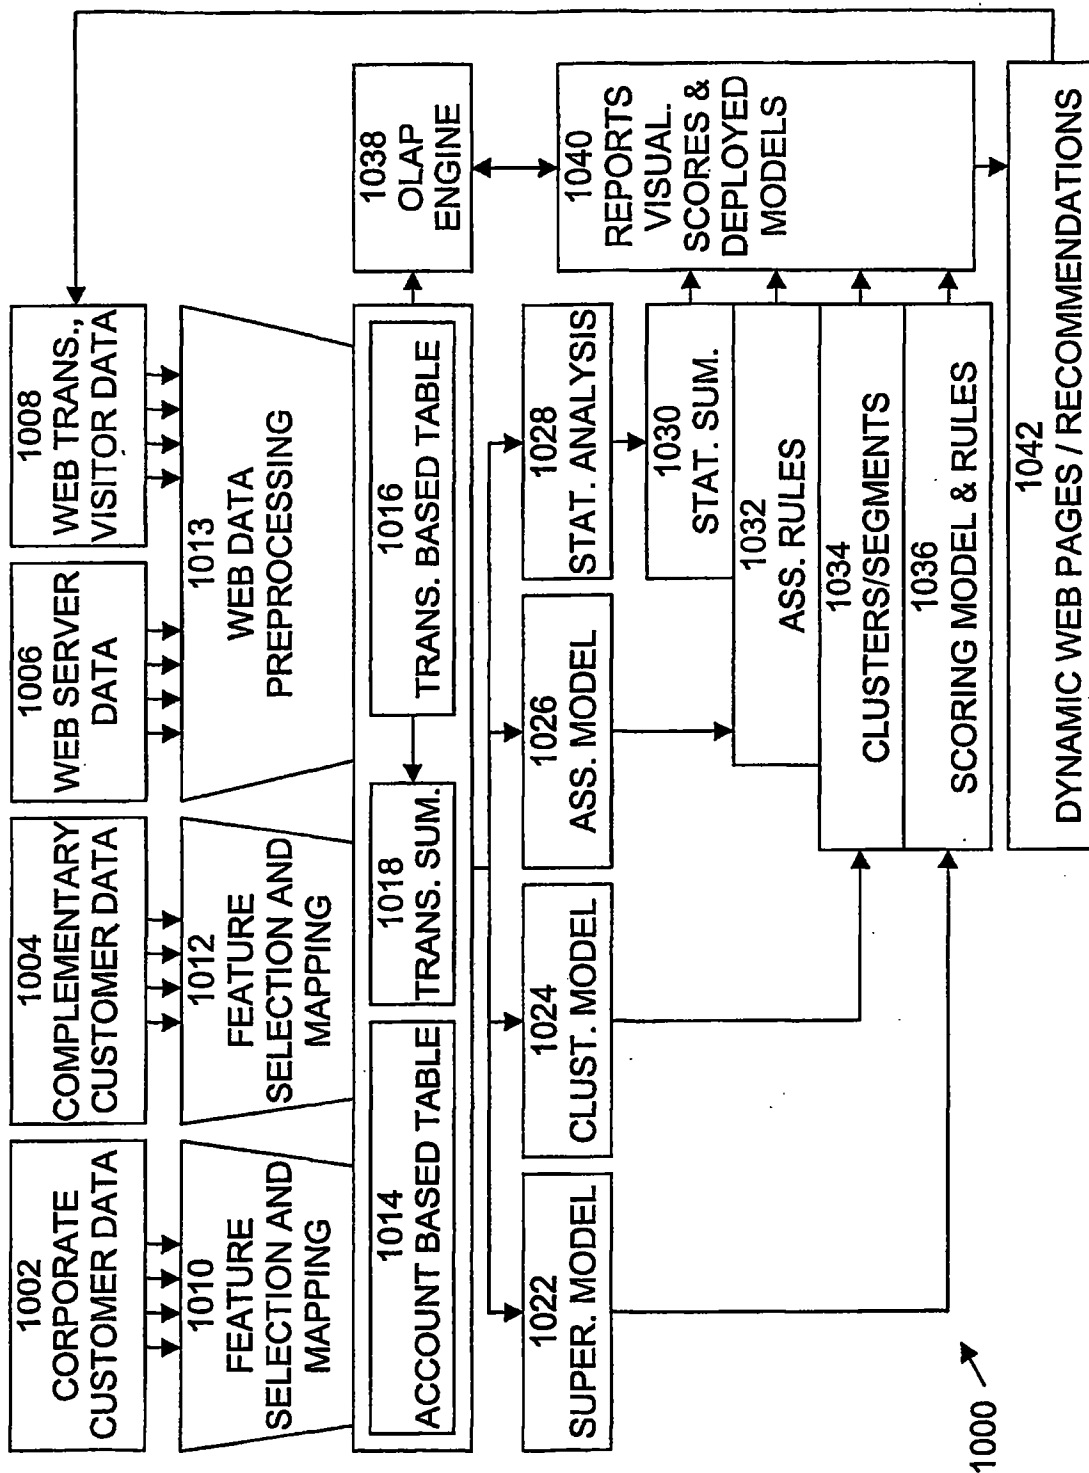 1002
CORPORATE
CUSTOMER DATA
1004
COMPLEMENTARY
CUSTOMER DATA
1006
WEB SERVER
DATA
1008
WEB TRANS.,
VISITOR DATA
1010
FEATURE
SELECTION AND
MAPPING
1012
FEATURE
SELECTION AND
MAPPING
1013
WEB DATA
PREPROCESSING
1014
ACCOUNT BASED TABLE
1018
TRANS. SUM.
1016
TRANS. BASED TABLE
1038
OLAP
ENGINE
1022
SUPER. MODEL
1024
CLUST. MODEL
1026
ASS. MODEL
1028
STAT. ANALYSIS
1030
STAT. SUM.
1032
ASS. RULES
1034
CLUSTERS/SEGMENTS
1036
SCORING MODEL & RULES
1040
REPORTS
VISUAL.
SCORES &
DEPLOYED
MODELS
1042
DYNAMIC WEB PAGES / RECOMMENDATIONS
1000